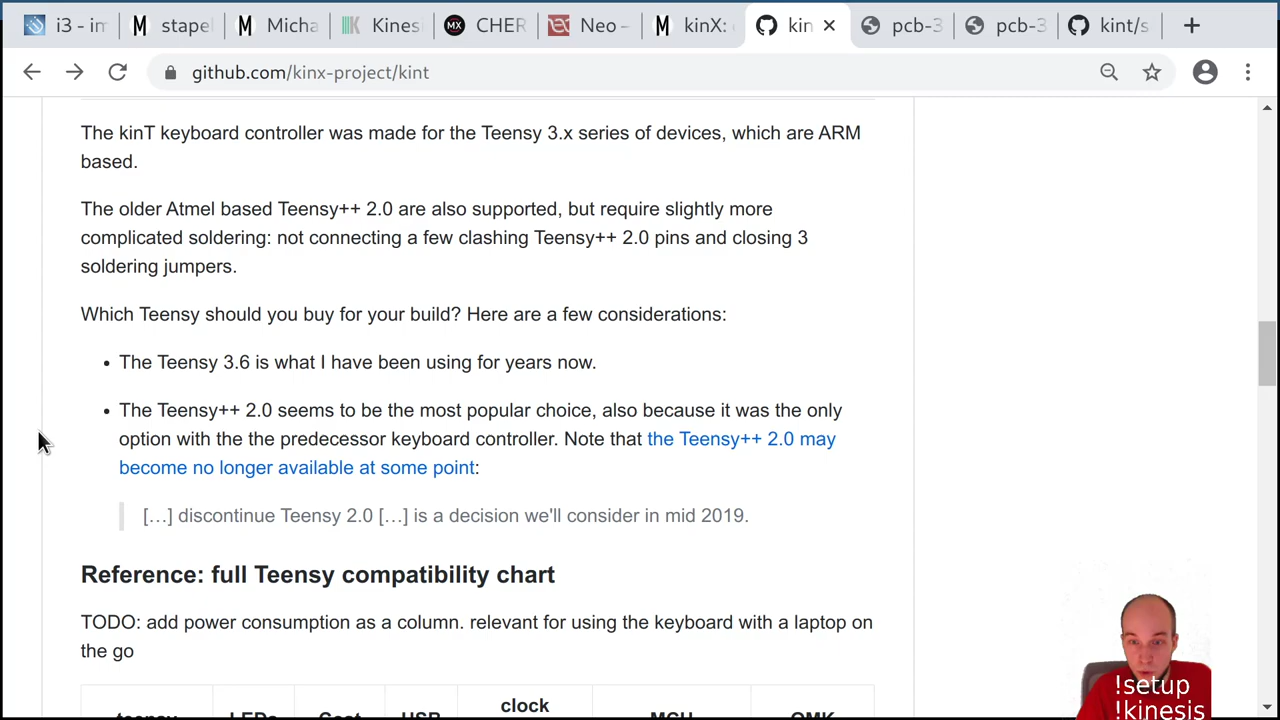 i3 - im
stapel
Micha
Kinesi
CHER
Neo –
kinX:
kin
pcb-3
pcb-3
kint/s
github.com/kinx-project/kint
The kinT keyboard controller was made for the Teensy 3.x series of devices, which are ARM
based.
The older Atmel based Teensy++ 2.0 are also supported, but require slightly more
complicated soldering: not connecting a few clashing Teensy++ 2.0 pins and closing 3
soldering jumpers.
Which Teensy should you buy for your build? Here are a few considerations:
• The Teensy 3.6 is what I have been using for years now.
• The Teensy++ 2.0 seems to be the most popular choice, also because it was the only
option with the the predecessor keyboard controller. Note that the Teensy++ 2.0 may
become no longer available at some point:
[…] discontinue Teensy 2.0 […] is a decision we'll consider in mid 2019.
Reference: full Teensy compatibility chart
TODO: add power consumption as a column. relevant for using the keyboard with a laptop on
the go
clock
teensy LEDs Cost USB MCU QMK
!setup
!kinesis